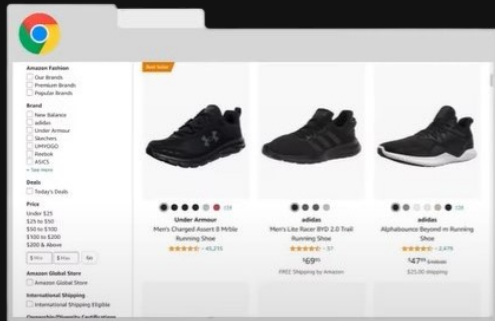 Amazon Fashion
Our Brands
Premium Brands
Popular Brands
Brand
New Balance
adidas
Under Armour
Skechers
UMYOGO
Reebok
ASICS
See more
Deals
Today's Deals
Price
Under $25
$25 to $50
$50 to $100
$100 to $200
$200 & Above
$ Min
$ Max
Go
Amazon Global Store
Amazon Global Store
International Shipping
International Shipping Eligible
Best Seller
Under Armour
Men's Charged Assert 8 Mrble
Running Shoe
adidas
Men's Lite Racer BYD 2.0 Trail
Running Shoe
37
$69
FREE Shipping by Amazon
adidas
Alphabounce Beyond m Running
Shoe
$47
$25.00 shipping